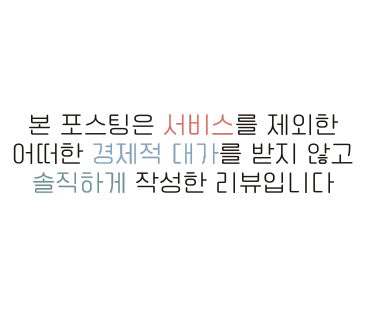 본 포스팅은 서비스를 제외한
어떠한 경제적 대가를 받지 않고
솔직하게 작성한 리뷰입니다